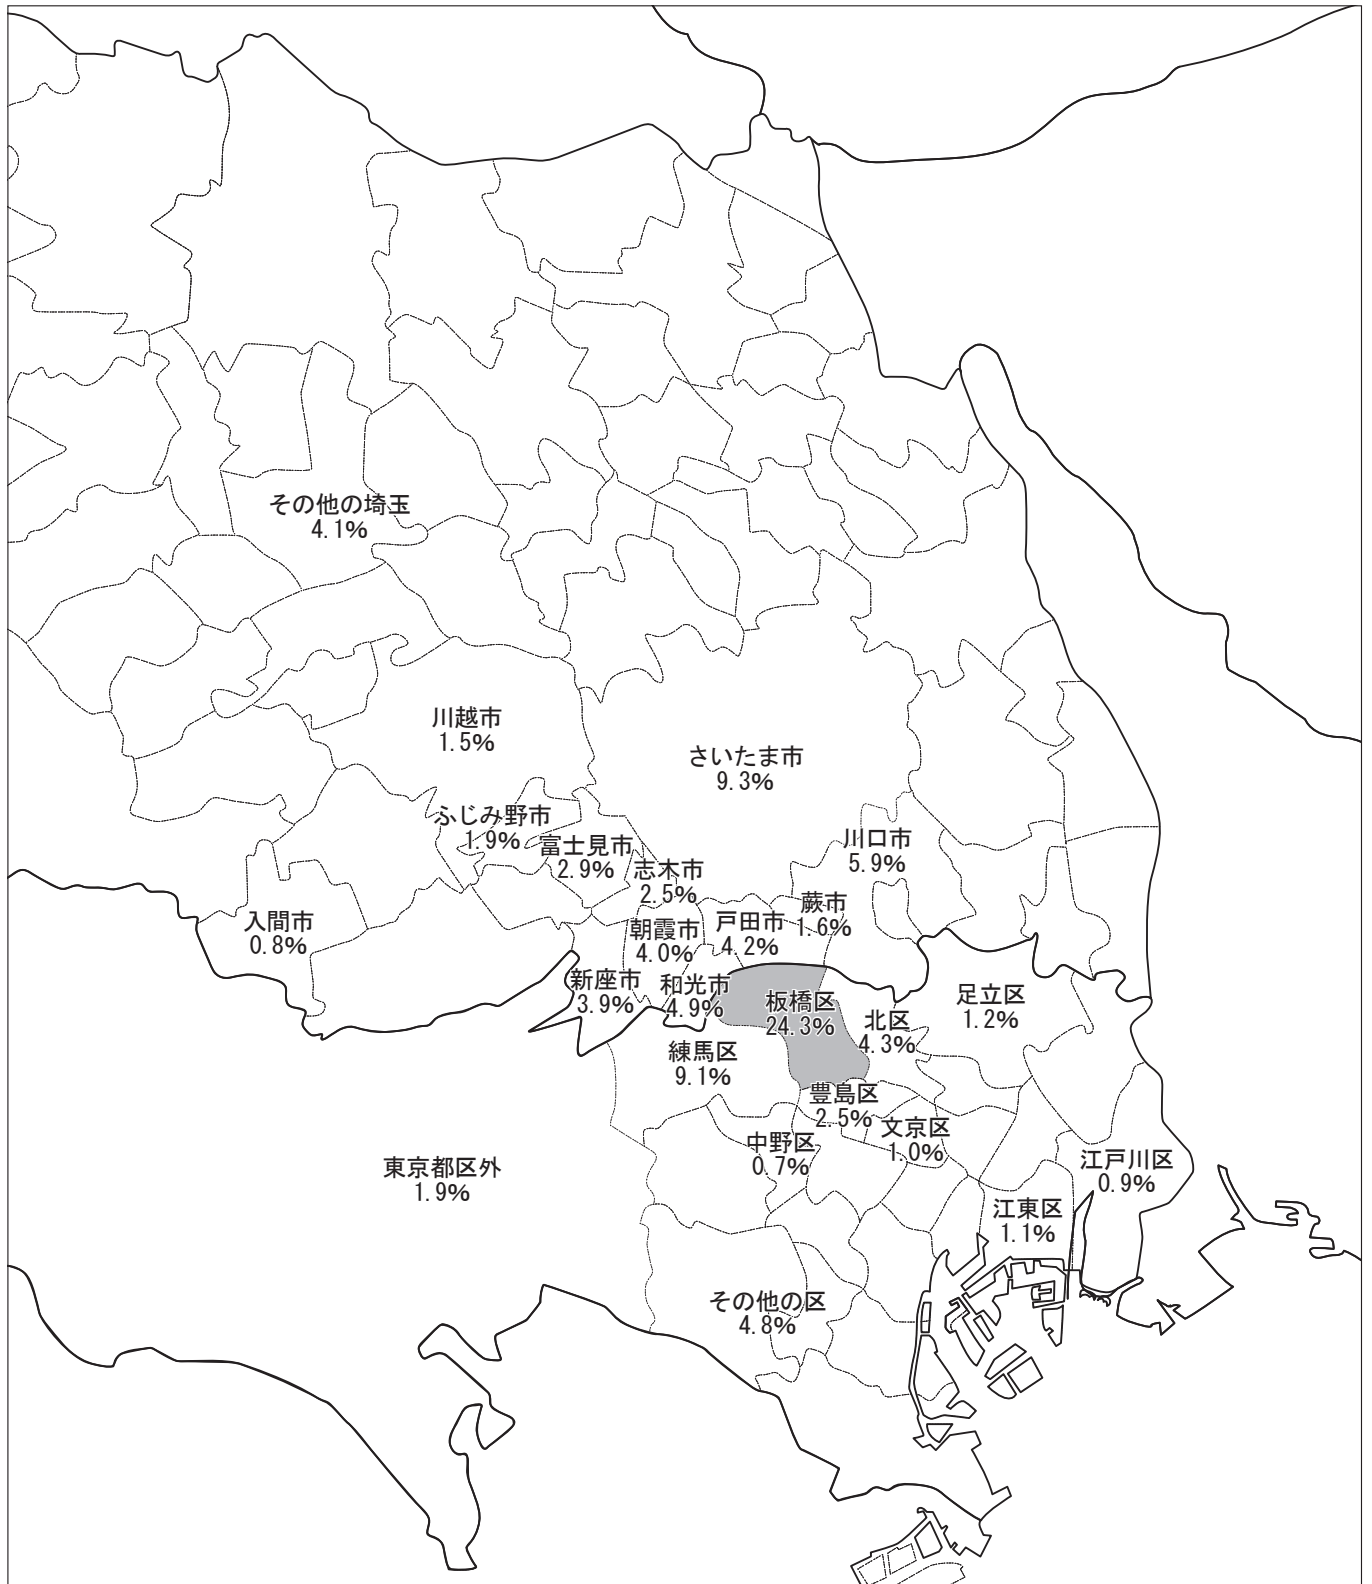 その他の埼玉
4.1%
川越市
1.5%
さいたま市
9.3%
ふじみ野市
1.9%
富士見市
2.9%
川口市
5.9%
志木市
2.5%
蕨市
1.6%
入間市
0.8%
朝霞市
4.0%
戸田市
4.2%
新座市
3.9%
和光市
4.9%
板橋区
24.3%
北区
4.3%
足立区
1.2%
練馬区
9.1%
豊島区
2.5%
文京区
1.0%
中野区
0.7%
東京都区外
1.9%
江戸川区
0.9%
江東区
1.1%
その他の区
4.8%